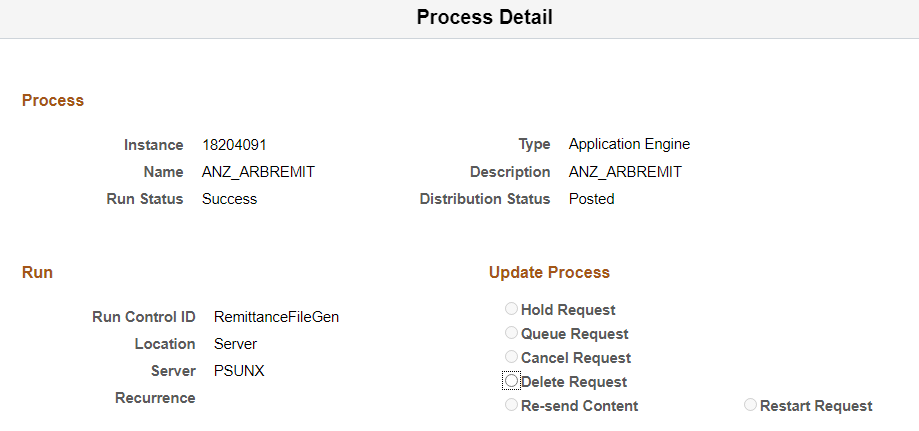 Process Detail
Process
Instance 18204091 Type Application Engine
Name ANZ_ARBREMIT Description ANZ_ARBREMIT
Run Status Success Distribution Status Posted
Run Update Process
Hold Request
Run Control ID RemittanceFileGen
Queue Request
Location Server
Cancel Request
Server PSUNX
Delete Request
Recurrence
Re-send Content Restart Request